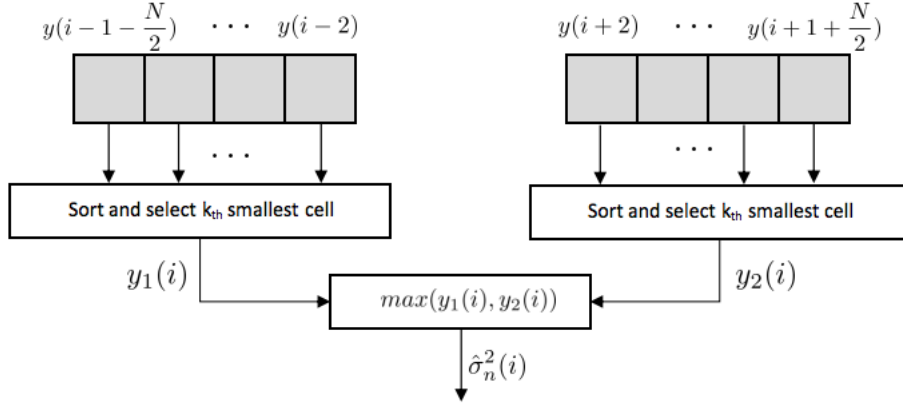 y(i − 1 − N/2) · · · y(i − 2) y(i + 2) · · · y(i + 1 + N/2)
· · · · · ·
Sort and select kth smallest cell Sort and select kth smallest cell
y₁(i) y₂(i)
max(y₁(i), y₂(i))
σ̂²ₙ(i)